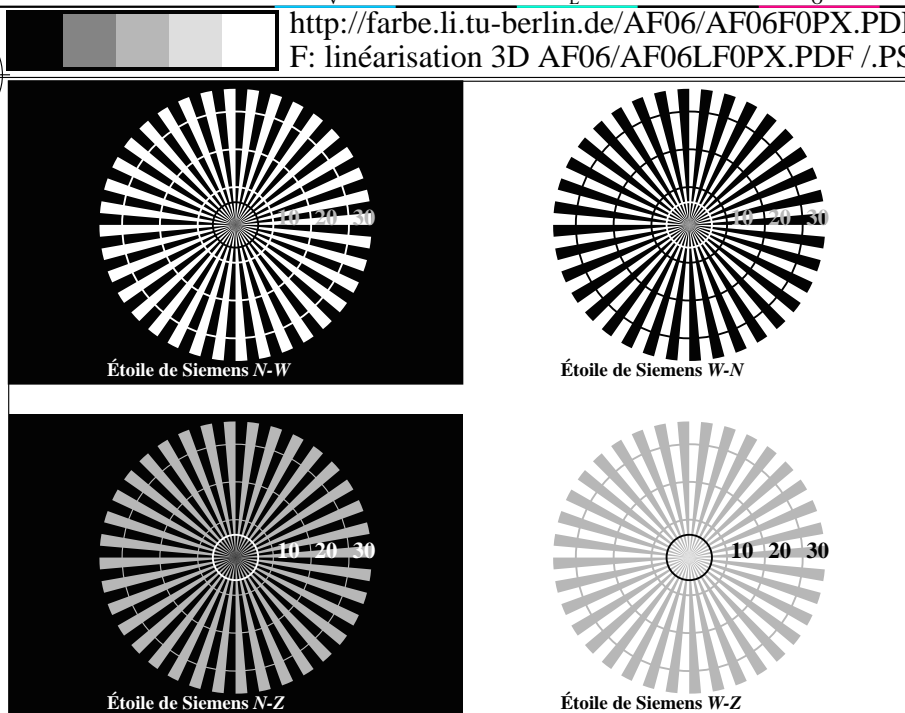 V L O
http://farbe.li.tu-berlin.de/AF06/AF06F0PX.PDF
F: linéarisation 3D AF06/AF06LF0PX.PDF /.PS
10 20 30
10 20 30
Étoile de Siemens N-W
Étoile de Siemens W-N
10 20 30
10 20 30
Étoile de Siemens N-Z
Étoile de Siemens W-Z